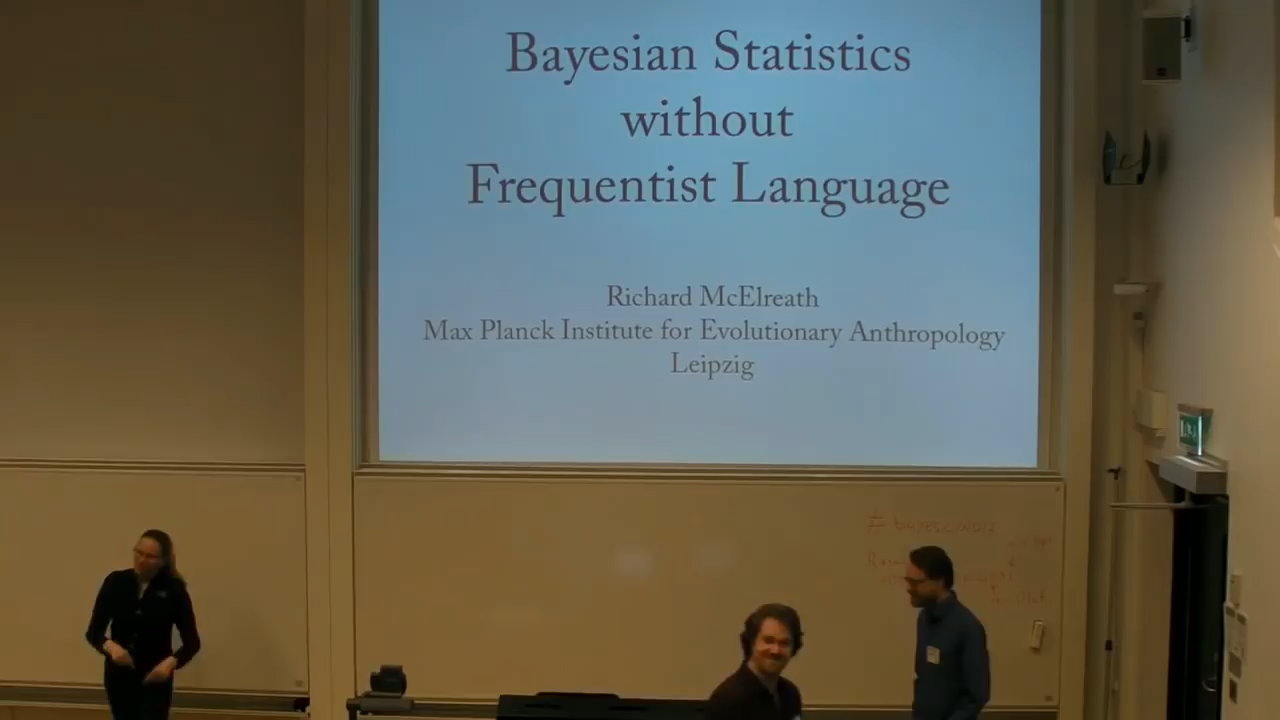 Bayesian Statistics
without
Frequentist Language
Richard McElreath
Max Planck Institute for Evolutionary Anthropology
Leipzig